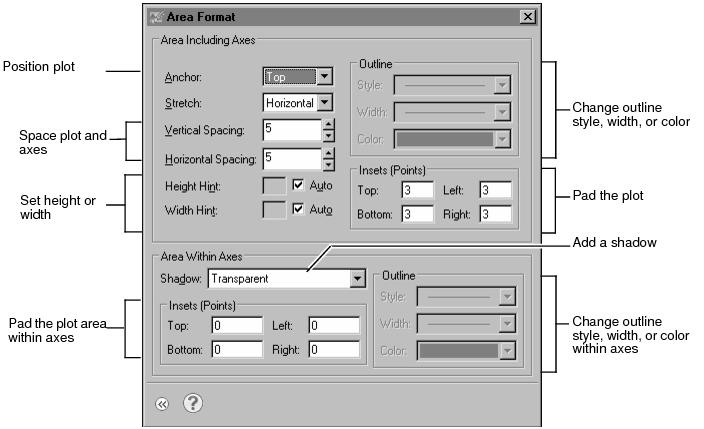 Area Format
Area Including Axes
Position plot
Anchor: Top
Stretch: Horizontal
Space plot and
axes
Vertical Spacing: 5
Horizontal Spacing: 5
Set height or
width
Height Hint: Auto
Width Hint: Auto
Outline
Style:
Width:
Color:
Change outline
style, width, or color
Insets (Points)
Top: 3 Left: 3
Bottom: 3 Right: 3
Pad the plot
Add a shadow
Area Within Axes
Shadow: Transparent
Pad the plot area
within axes
Insets (Points)
Top: 0 Left: 0
Bottom: 0 Right: 0
Outline
Style:
Width:
Color:
Change outline
style, width, or color
within axes
?